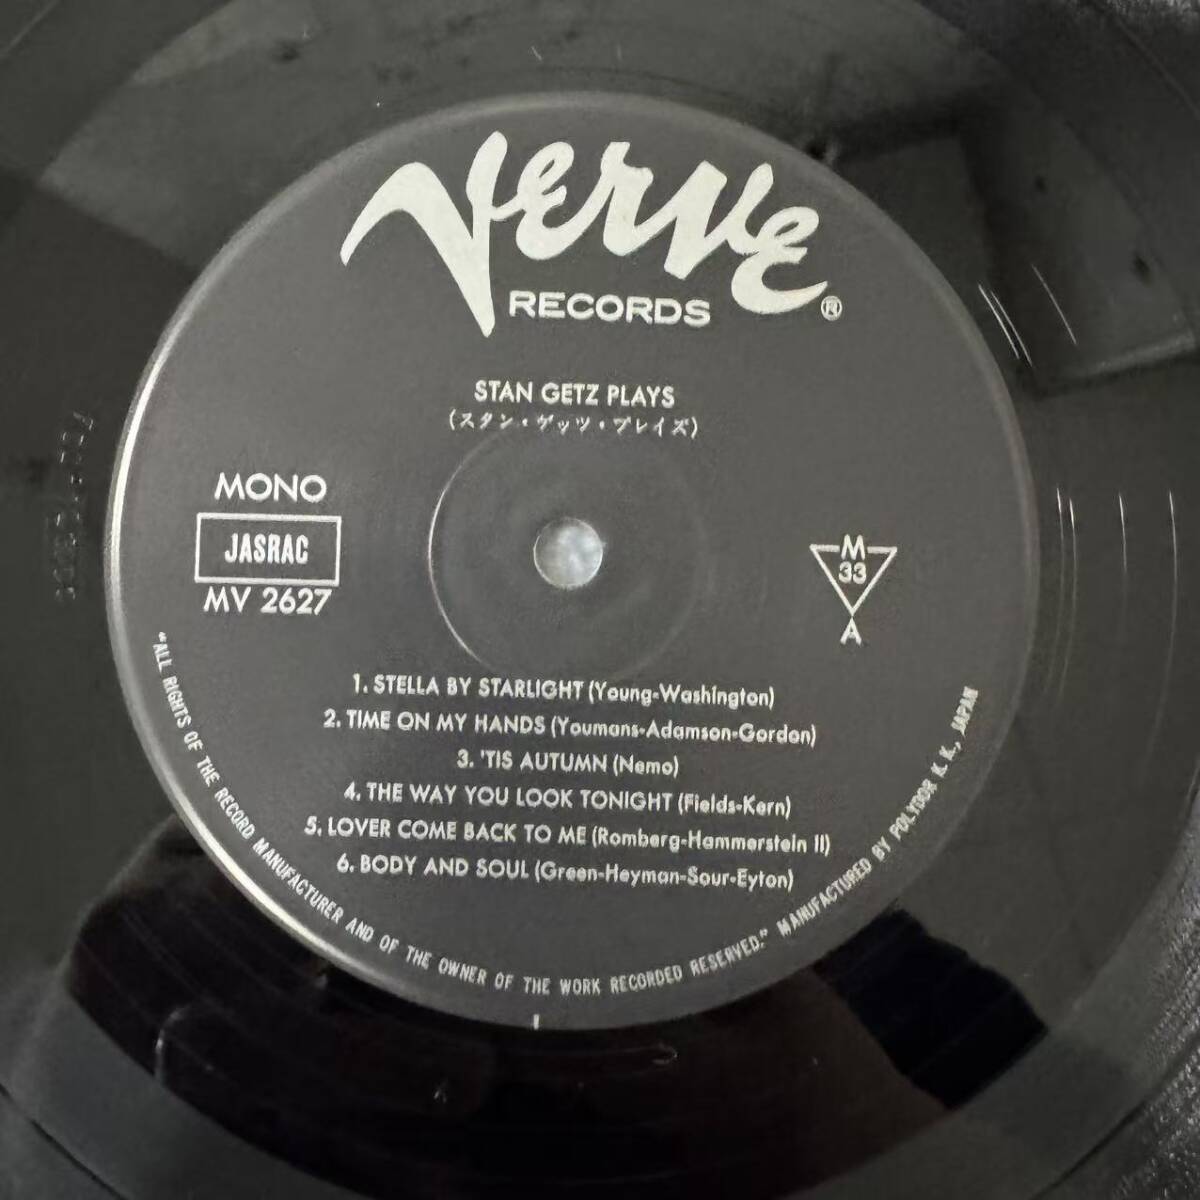 Verve
RECORDS ®
STAN GETZ PLAYS
(スタン・ゲッツ・プレイズ)
MONO
JASRAC
MV 2627
M
33
A
1. STELLA BY STARLIGHT (Young-Washington)
2. TIME ON MY HANDS (Youmans-Adamson-Gordon)
3. 'TIS AUTUMN (Nemo)
4. THE WAY YOU LOOK TONIGHT (Fields-Kern)
5. LOVER COME BACK TO ME (Romberg-Hammerstein II)
6. BODY AND SOUL (Green-Heyman-Sour-Eyton)
"ALL RIGHTS OF THE RECORD MANUFACTURER AND OF THE OWNER OF THE WORK RECORDED RESERVED." MANUFACTURED BY POLYDOR K. K., JAPAN